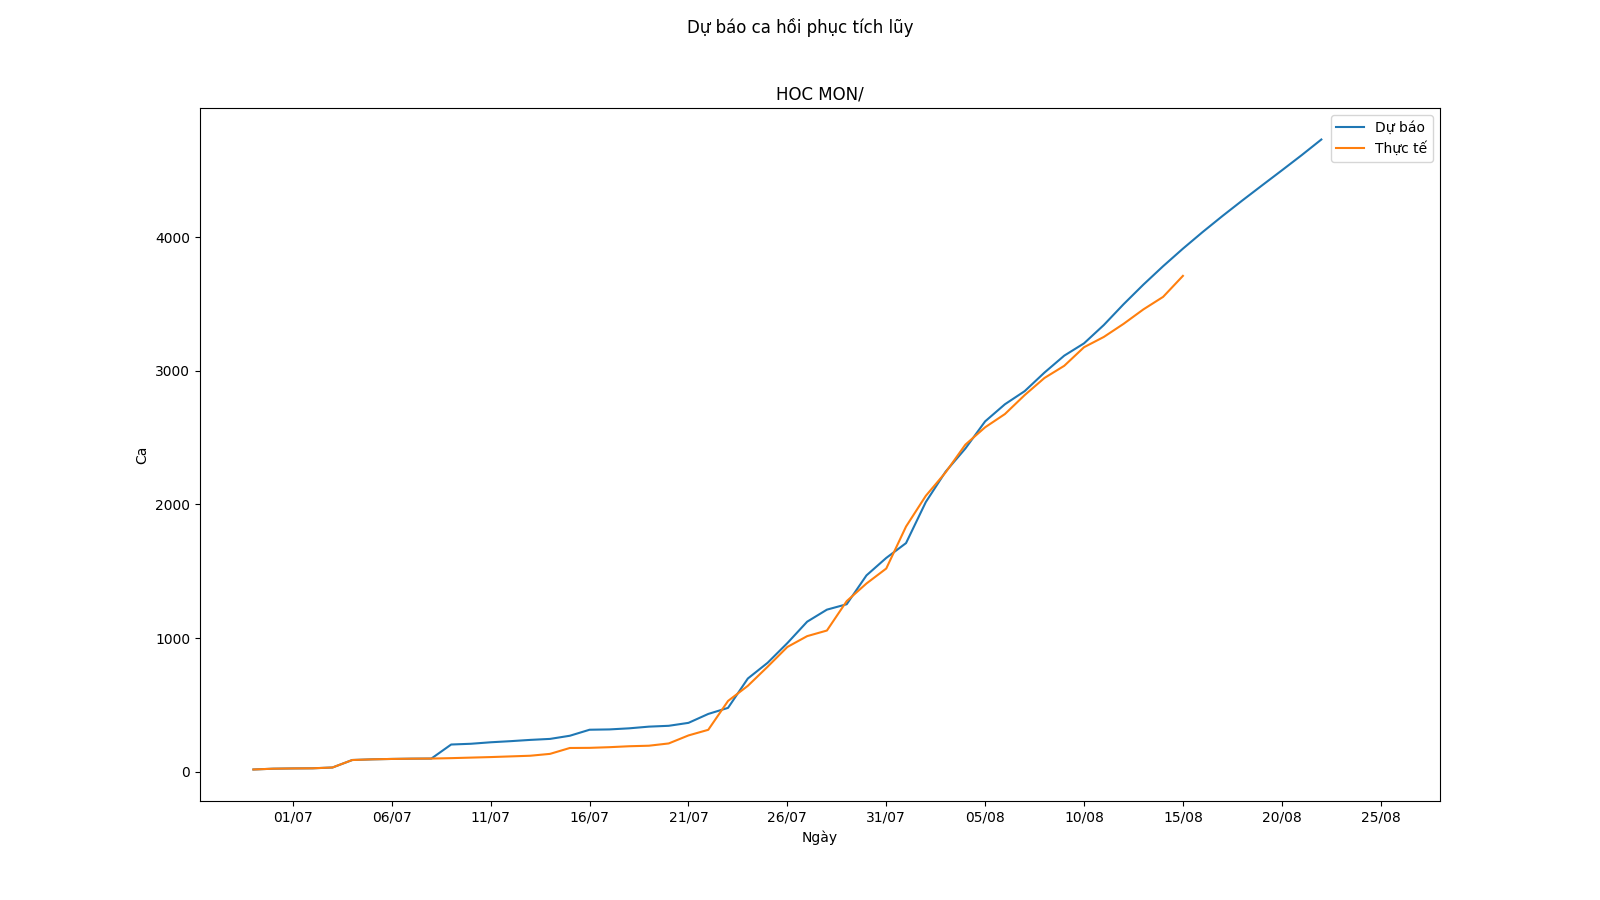 Dự báo ca hồi phục tích lũy
HOC MON/
Dự báo
Thực tế
4000
3000
2000
1000
0
Ca
01/07 06/07 11/07 16/07 21/07 26/07 31/07 05/08 10/08 15/08 20/08 25/08
Ngày